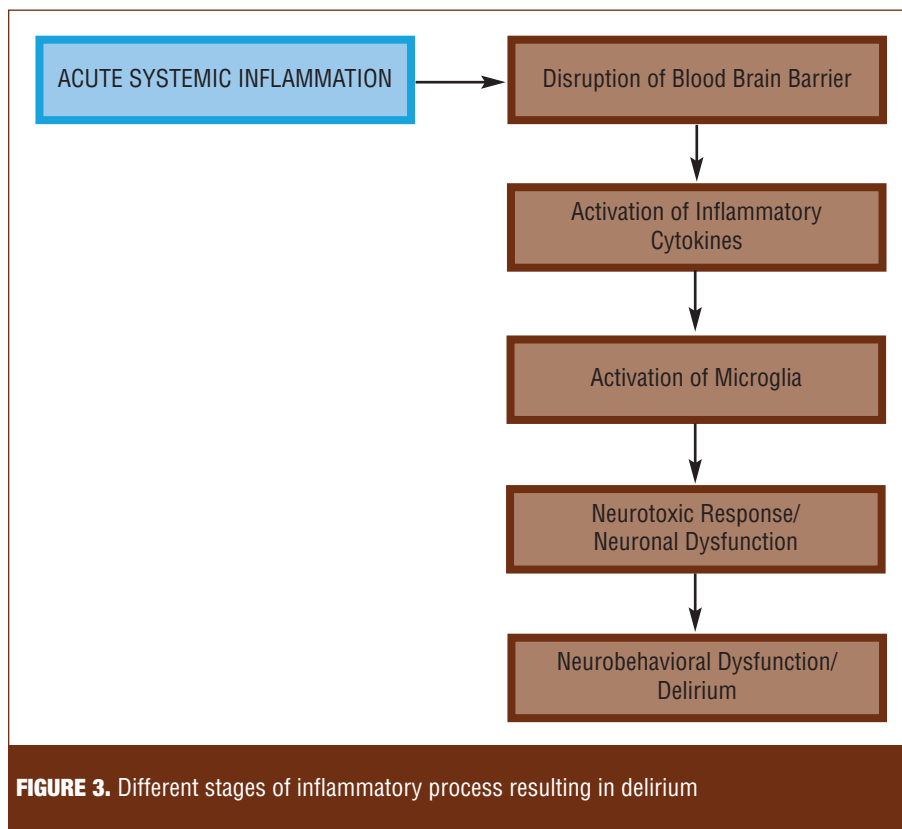 ACUTE SYSTEMIC INFLAMMATION
Disruption of Blood Brain Barrier
Activation of Inflammatory
Cytokines
Activation of Microglia
Neurotoxic Response/
Neuronal Dysfunction
Neurobehavioral Dysfunction/
Delirium
FIGURE 3. Different stages of inflammatory process resulting in delirium